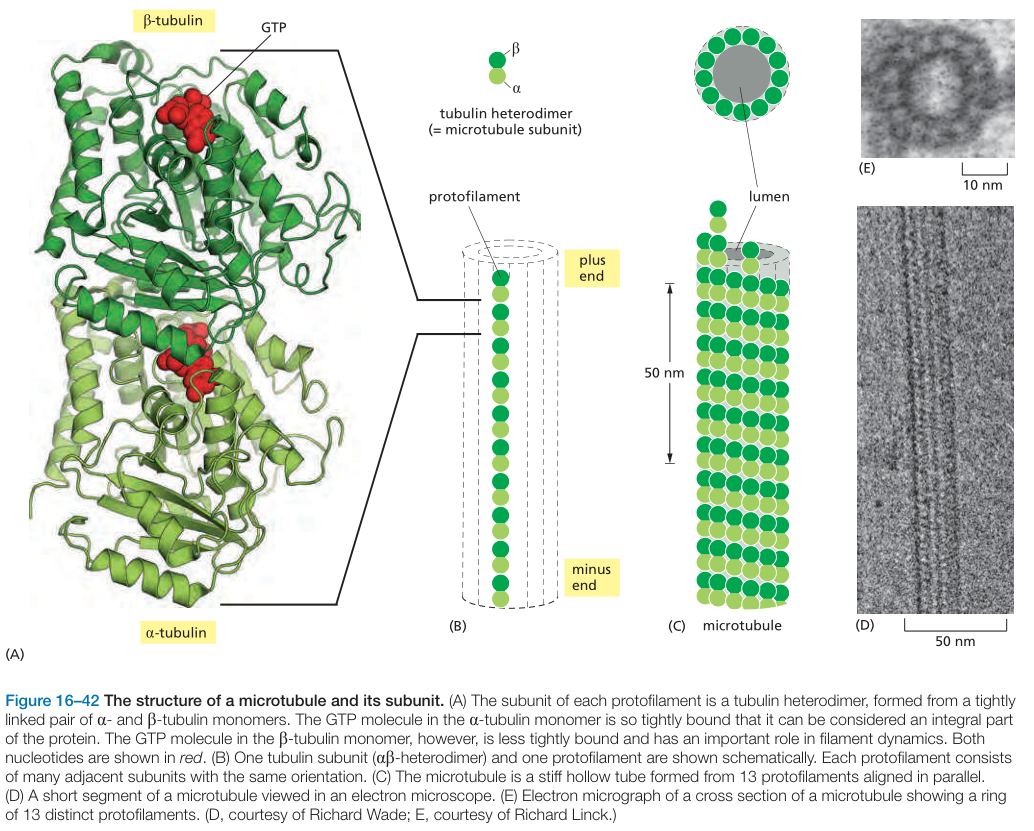 β-tubulin
GTP
β
α
tubulin heterodimer
(= microtubule subunit)
(E)
10 nm
protofilament
lumen
plus
end
50 nm
minus
end
α-tubulin
(A)
(B)
(C)
microtubule
(D)
50 nm
Figure 16–42 The structure of a microtubule and its subunit. (A) The subunit of each protofilament is a tubulin heterodimer, formed from a tightly
linked pair of α- and β-tubulin monomers. The GTP molecule in the α-tubulin monomer is so tightly bound that it can be considered an integral part
of the protein. The GTP molecule in the β-tubulin monomer, however, is less tightly bound and has an important role in filament dynamics. Both
nucleotides are shown in red. (B) One tubulin subunit (αβ-heterodimer) and one protofilament are shown schematically. Each protofilament consists
of many adjacent subunits with the same orientation. (C) The microtubule is a stiff hollow tube formed from 13 protofilaments aligned in parallel.
(D) A short segment of a microtubule viewed in an electron microscope. (E) Electron micrograph of a cross section of a microtubule showing a ring
of 13 distinct protofilaments. (D, courtesy of Richard Wade; E, courtesy of Richard Linck.)